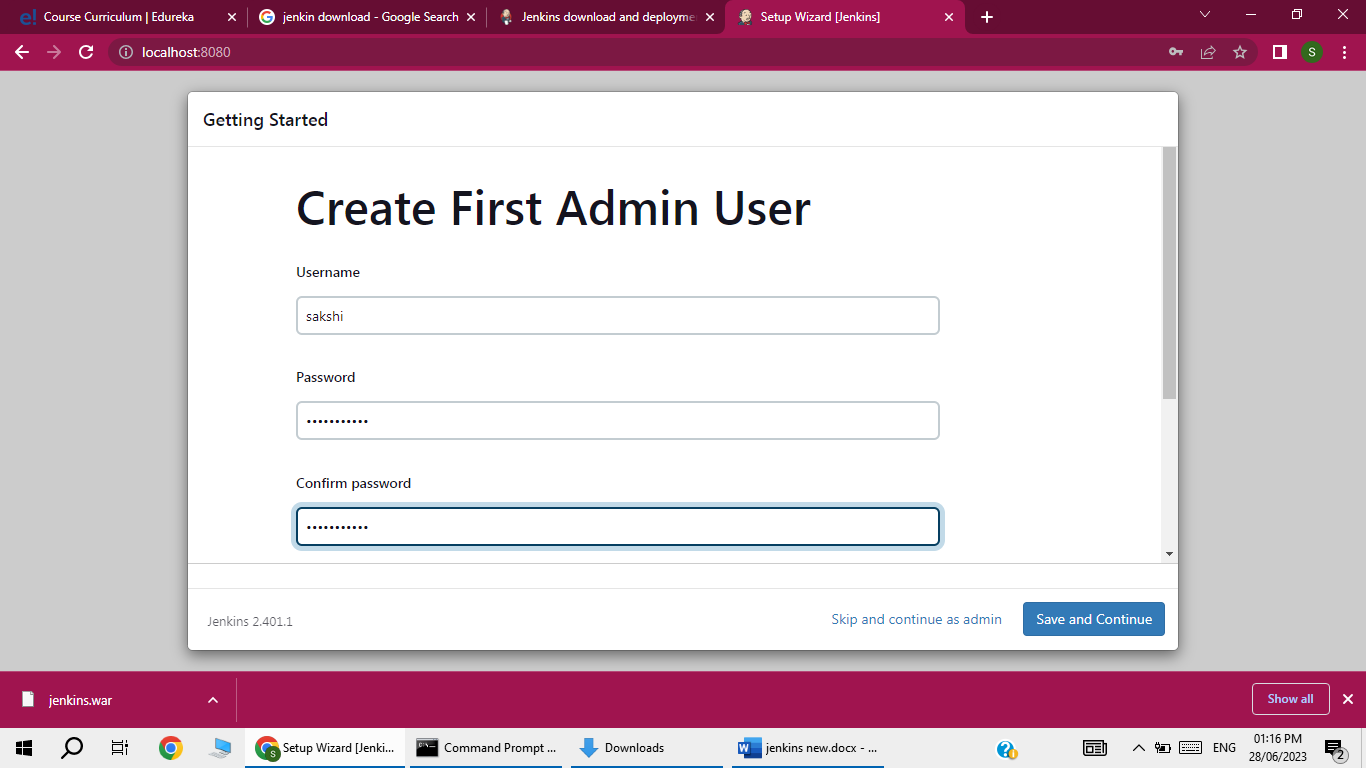 Course Curriculum | Edureka
jenkin download - Google Search
Jenkins download and deployme
Setup Wizard [Jenkins]
localhost:8080
S
Getting Started
Create First Admin User
Username
sakshi
Password
•••••••••••
Confirm password
•••••••••••
Jenkins 2.401.1
Skip and continue as admin
Save and Continue
jenkins.war
Show all
S
Setup Wizard [Jenki...
Command Prompt ...
Downloads
jenkins new.docx - ...
ENG
01:16 PM
28/06/2023
2